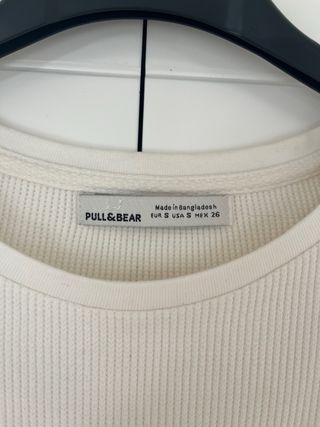 PULL&BEAR
Made in Bangladesh
EUR S USA S MEX 26